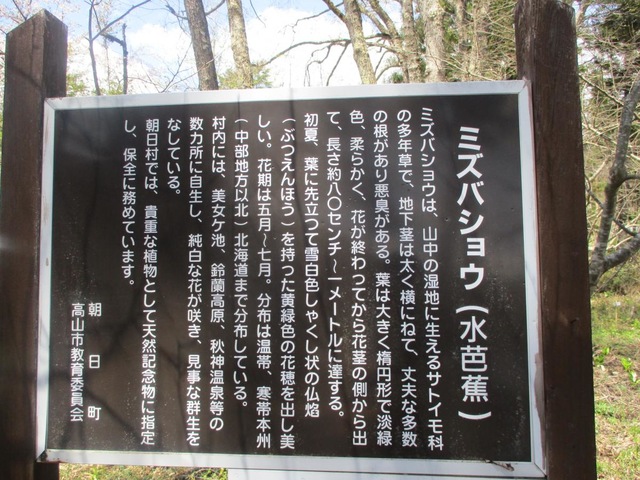 ミズバショウ（水芭蕉）
ミズバショウは、山中の湿地に生えるサトイモ科
の多年草で、地下茎は太く横にねて、丈夫な多数
の根があり悪臭がある。葉は大きく楕円形で淡緑
色、柔らかく、花が終わつてから花茎の側から出
て、長さ約八〇センチ〜一メートルに達する。
初夏、葉に先立つて雪白色しゃくし状の仏焰
（ぶつえんほう）を持った黄緑色の花穂を出し美
しい。花期は五月〜七月。分布は温帯、寒帯本州
（中部地方以北）北海道まで分布している。
村内には、美女ケ池、鈴蘭高原、秋神温泉等の
数カ所に自生し、純白な花が咲き、見事な群生を
なしている。
朝日村では、貴重な植物として天然記念物に指定
し、保全に務めています。
朝日町
高山市教育委員会